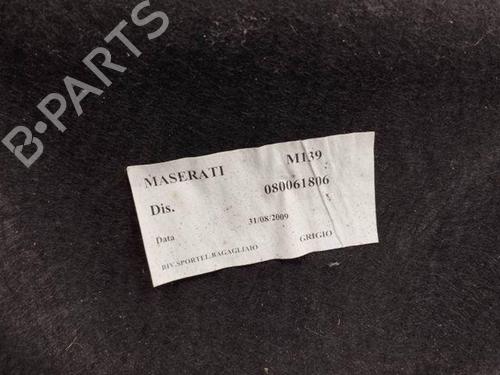 B-PARTS
MASERATI M139
Dis. 080061806
Data 31/08/2009
RIV.SPORTEL.BAGAGLIAIO GRIGIO